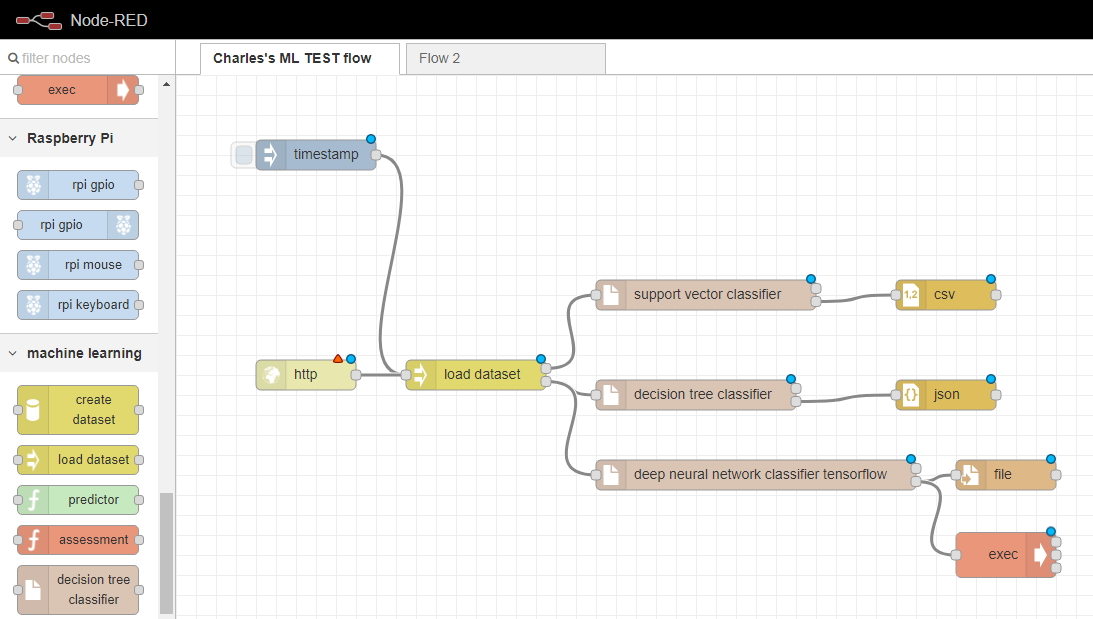 Node-RED
filter nodes
Charles's ML TEST flow
Flow 2
exec
Raspberry Pi
rpi gpio
rpi gpio
rpi mouse
rpi keyboard
machine learning
create
dataset
load dataset
predictor
assessment
decision tree
classifier
timestamp
http
load dataset
support vector classifier
1,2
csv
decision tree classifier
{}
json
deep neural network classifier tensorflow
file
exec